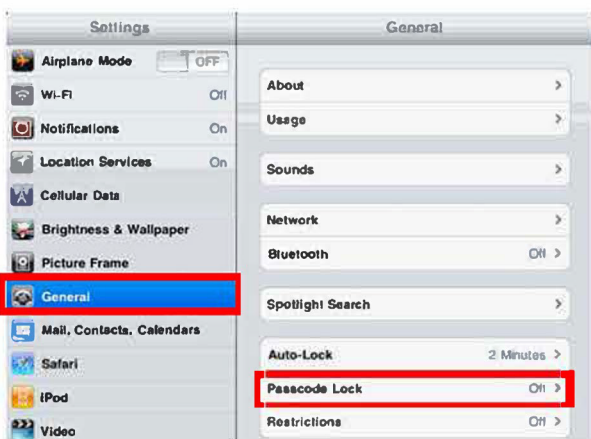 Settings
Airplane Mode OFF
Wi-Fi Off
Notifications On
Location Services On
Cellular Data
Brightness & Wallpaper
Picture Frame
General
Mail, Contacts, Calendars
Safari
iPod
Video
General
About
Usage
Sounds
Network
Bluetooth Off
Spotlight Search
Auto-Lock 2 Minutes
Passcode Lock Off
Restrictions Off